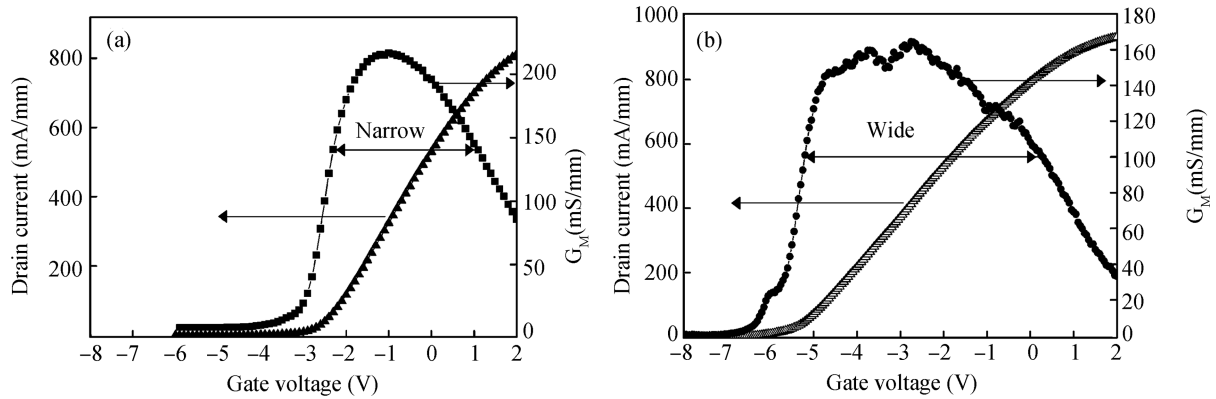 (a)
Narrow
800
600
400
200
200
150
100
50
0
−8 −7 −6 −5 −4 −3 −2 −1 0 1 2
Drain current (mA/mm)
G_M(mS/mm)
Gate voltage (V)
(b)
Wide
1000
800
600
400
200
0
180
160
140
120
100
80
60
40
20
0
−8 −7 −6 −5 −4 −3 −2 −1 0 1 2
Drain current (mA/mm)
G_M(mS/mm)
Gate voltage (V)